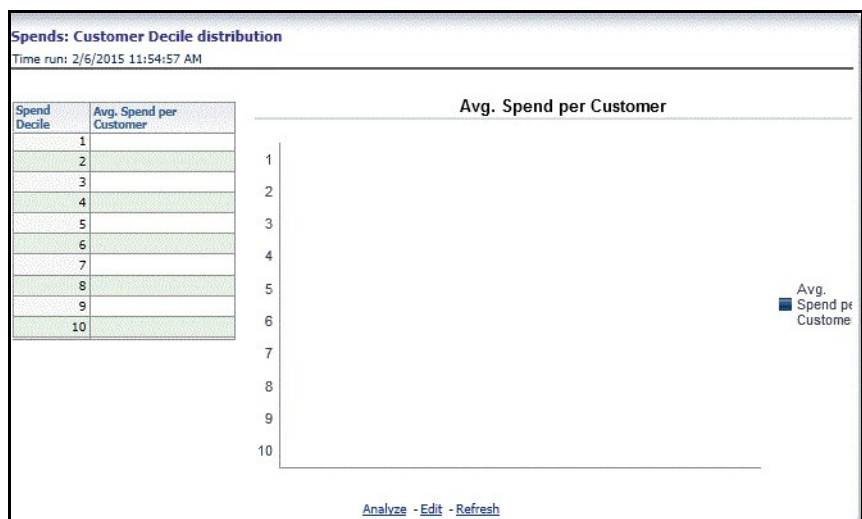 Spends: Customer Decile distribution
Time run: 2/6/2015 11:54:57 AM
Spend Decile
Avg. Spend per Customer
1
2
3
4
5
6
7
8
9
10
Avg. Spend per Customer
1
2
3
4
5
6
7
8
9
10
Avg.
Spend pe
Custome
Analyze - Edit - Refresh